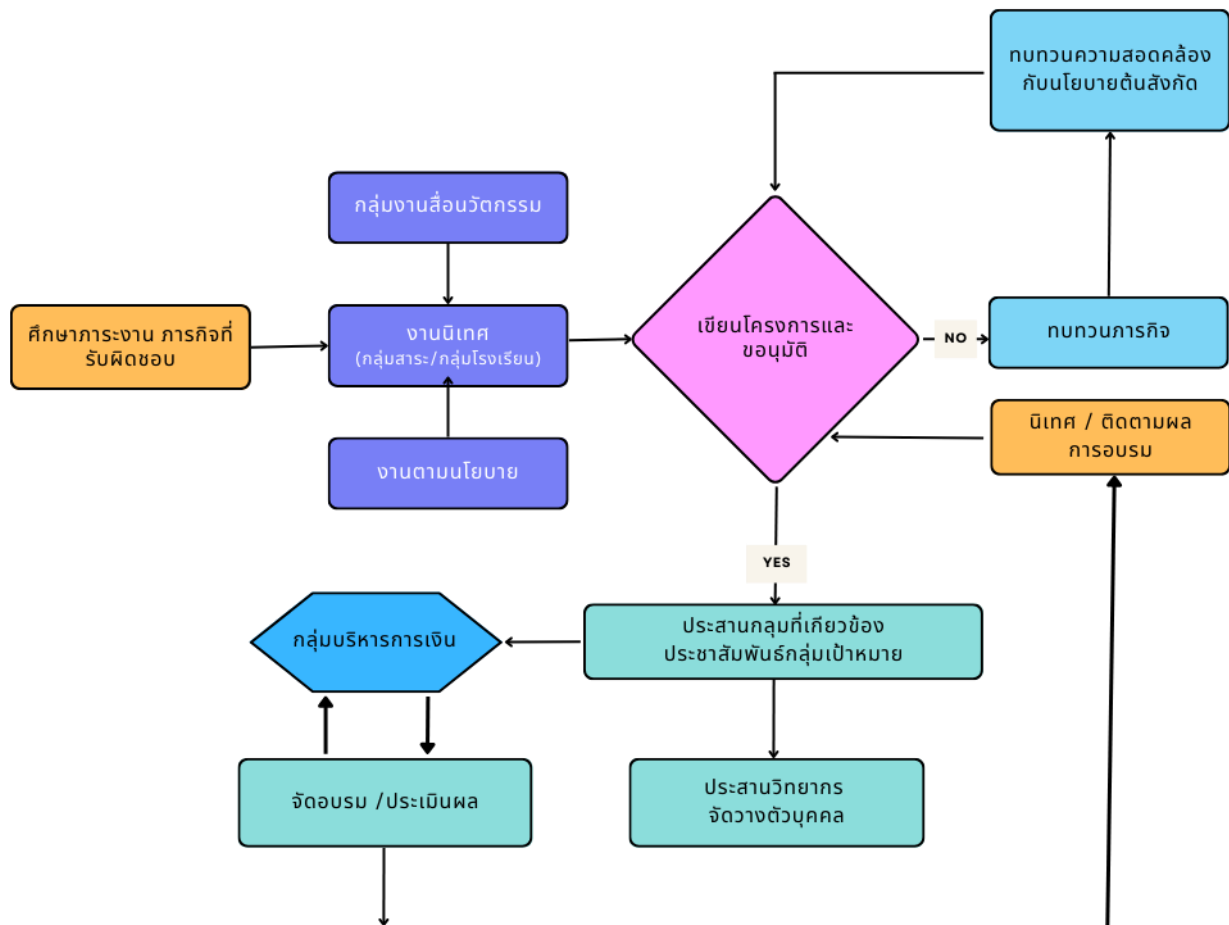 ทบทวนความสอดคล้อง
กับนโยบายต้นสังกัด
กลุ่มงานสื่อนวัตกรรม
ศึกษาภาระงาน ภารกิจที่
รับผิดชอบ
งานนิเทศ
(กลุ่มสาระ/กลุ่มโรงเรียน)
เขียนโครงการและ
ขอนุมัติ
NO
ทบทวนภารกิจ
นิเทศ / ติดตามผล
การอบรม
งานตามนโยบาย
YES
ประสานกลุมที่เกียวข้อง
ประชาสัมพันธ์กลุ่มเป้าหมาย
กลุ่มบริหารการเงิน
จัดอบรม /ประเมินผล
ประสานวิทยากร
จัดวางตัวบุคคล